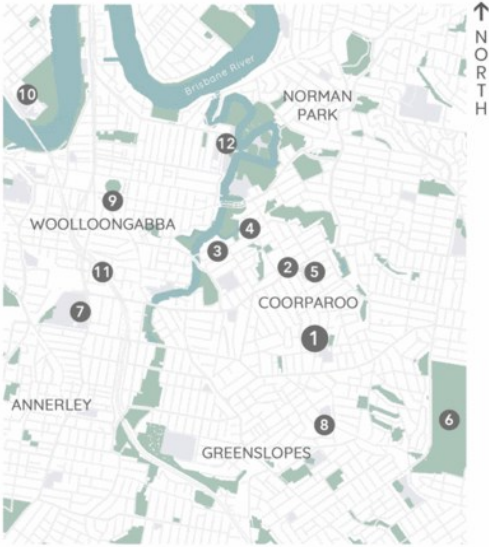 NORTH
10
Brisbane River
NORMAN
PARK
12
9
WOOLLOONGABBA
4
3
11
2
5
7
COORPAROO
1
ANNERLEY
6
8
GREENSLOPES